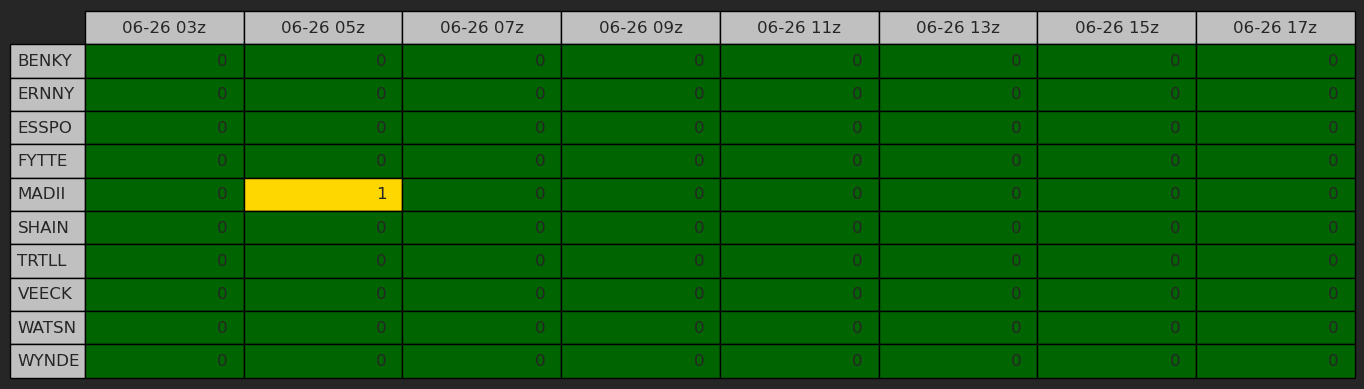 06-26 03z 06-26 05z 06-26 07z 06-26 09z 06-26 11z 06-26 13z 06-26 15z 06-26 17z
BENKY 0 0 0 0 0 0 0 0
ERNNY 0 0 0 0 0 0 0 0
ESSPO 0 0 0 0 0 0 0 0
FYTTE 0 0 0 0 0 0 0 0
MADII 0 1 0 0 0 0 0 0
SHAIN 0 0 0 0 0 0 0 0
TRTLL 0 0 0 0 0 0 0 0
VEECK 0 0 0 0 0 0 0 0
WATSN 0 0 0 0 0 0 0 0
WYNDE 0 0 0 0 0 0 0 0